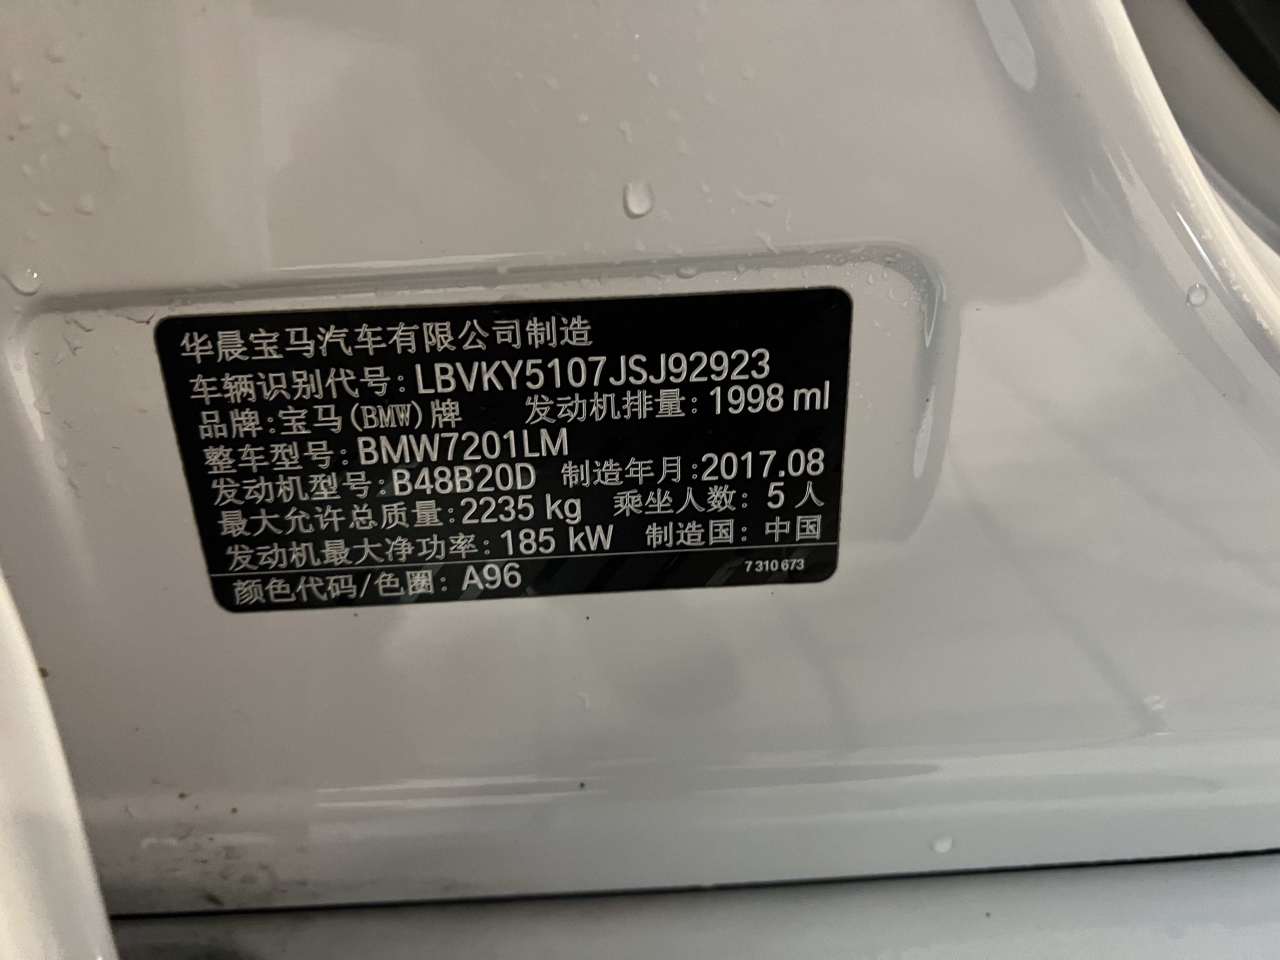 华晨宝马汽车有限公司制造
车辆识别代号:LBVKY5107JSJ92923
品牌:宝马(BMW)牌 发动机排量:1998 ml
整车型号:BMW7201LM
发动机型号:B48B20D 制造年月:2017.08
最大允许总质量:2235 kg 乘坐人数:5人
发动机最大净功率:185 kW 制造国:中国
颜色代码/色圈:A96 7 310 673